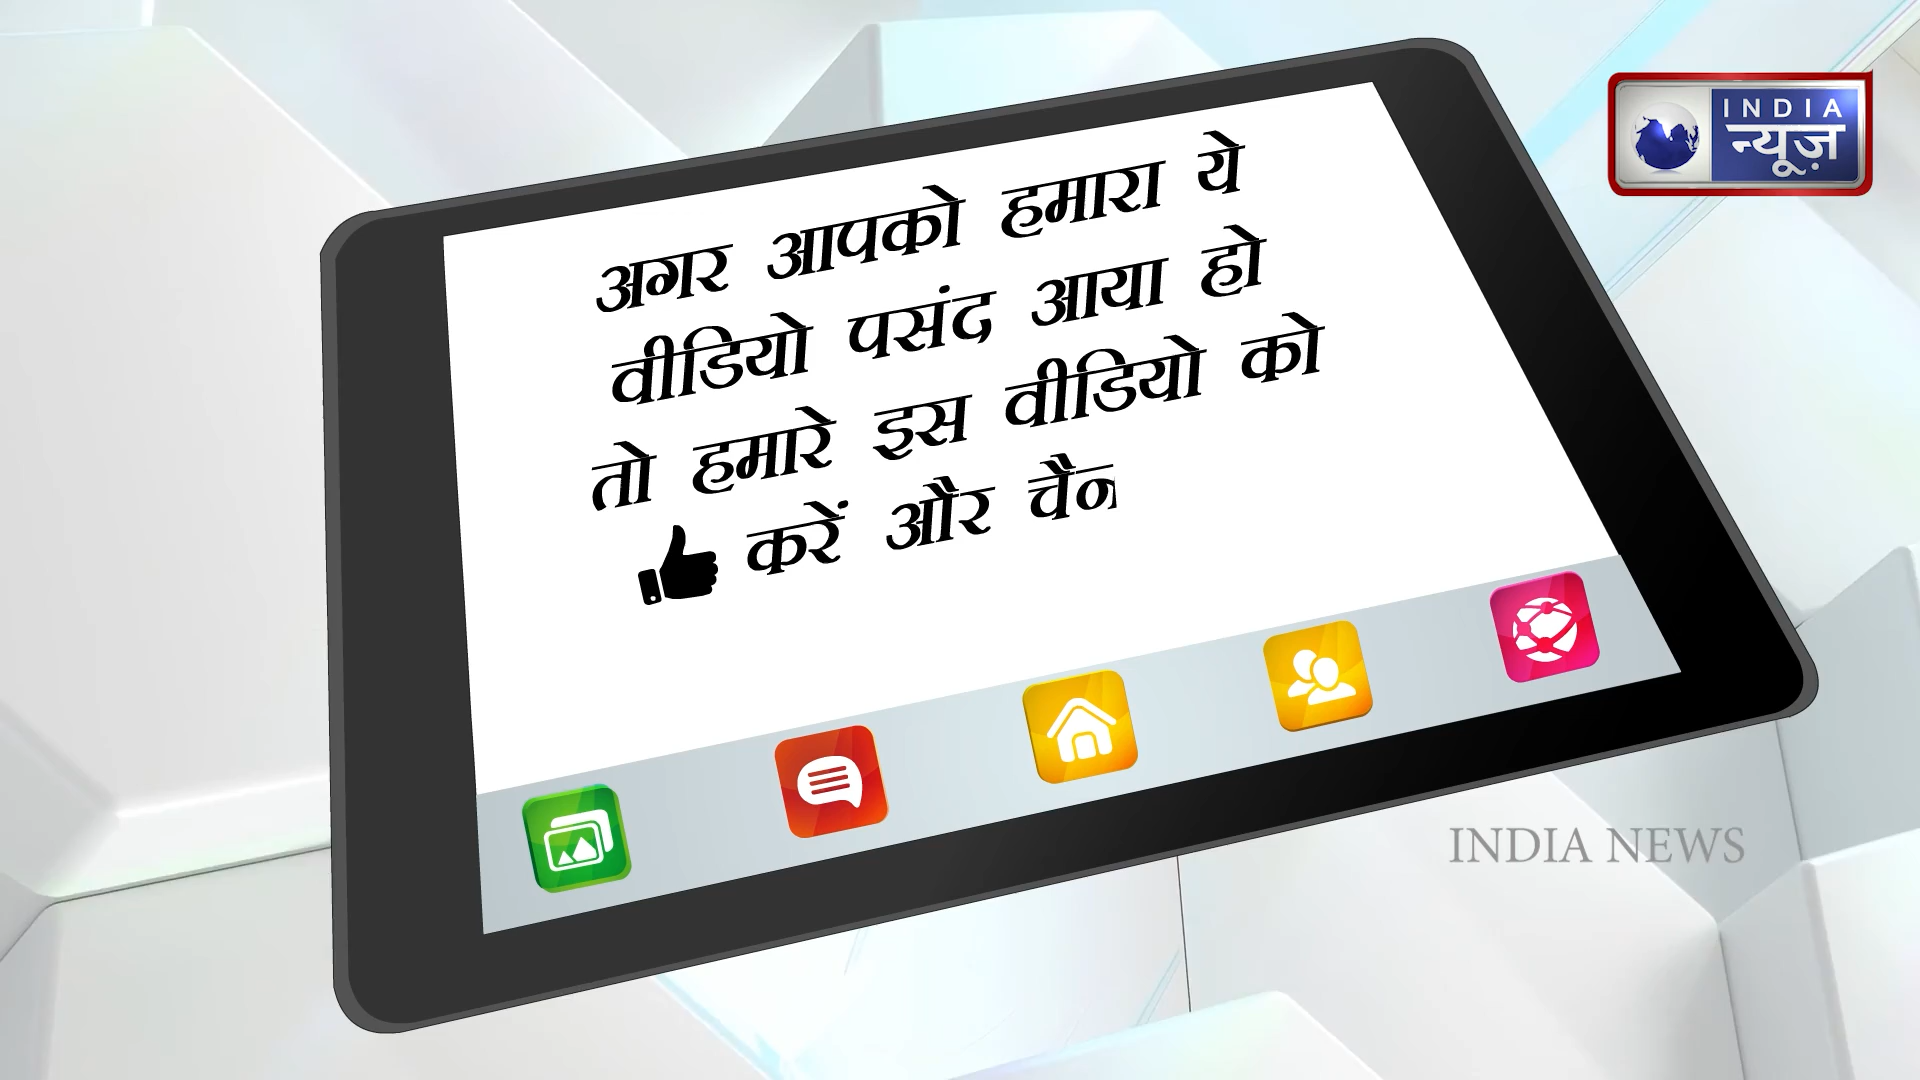 INDIA
न्यूज़
अगर आपको हमारा ये
वीडियो पसंद आया हो
तो हमारे इस वीडियो को
करें और चैन
INDIA NEWS